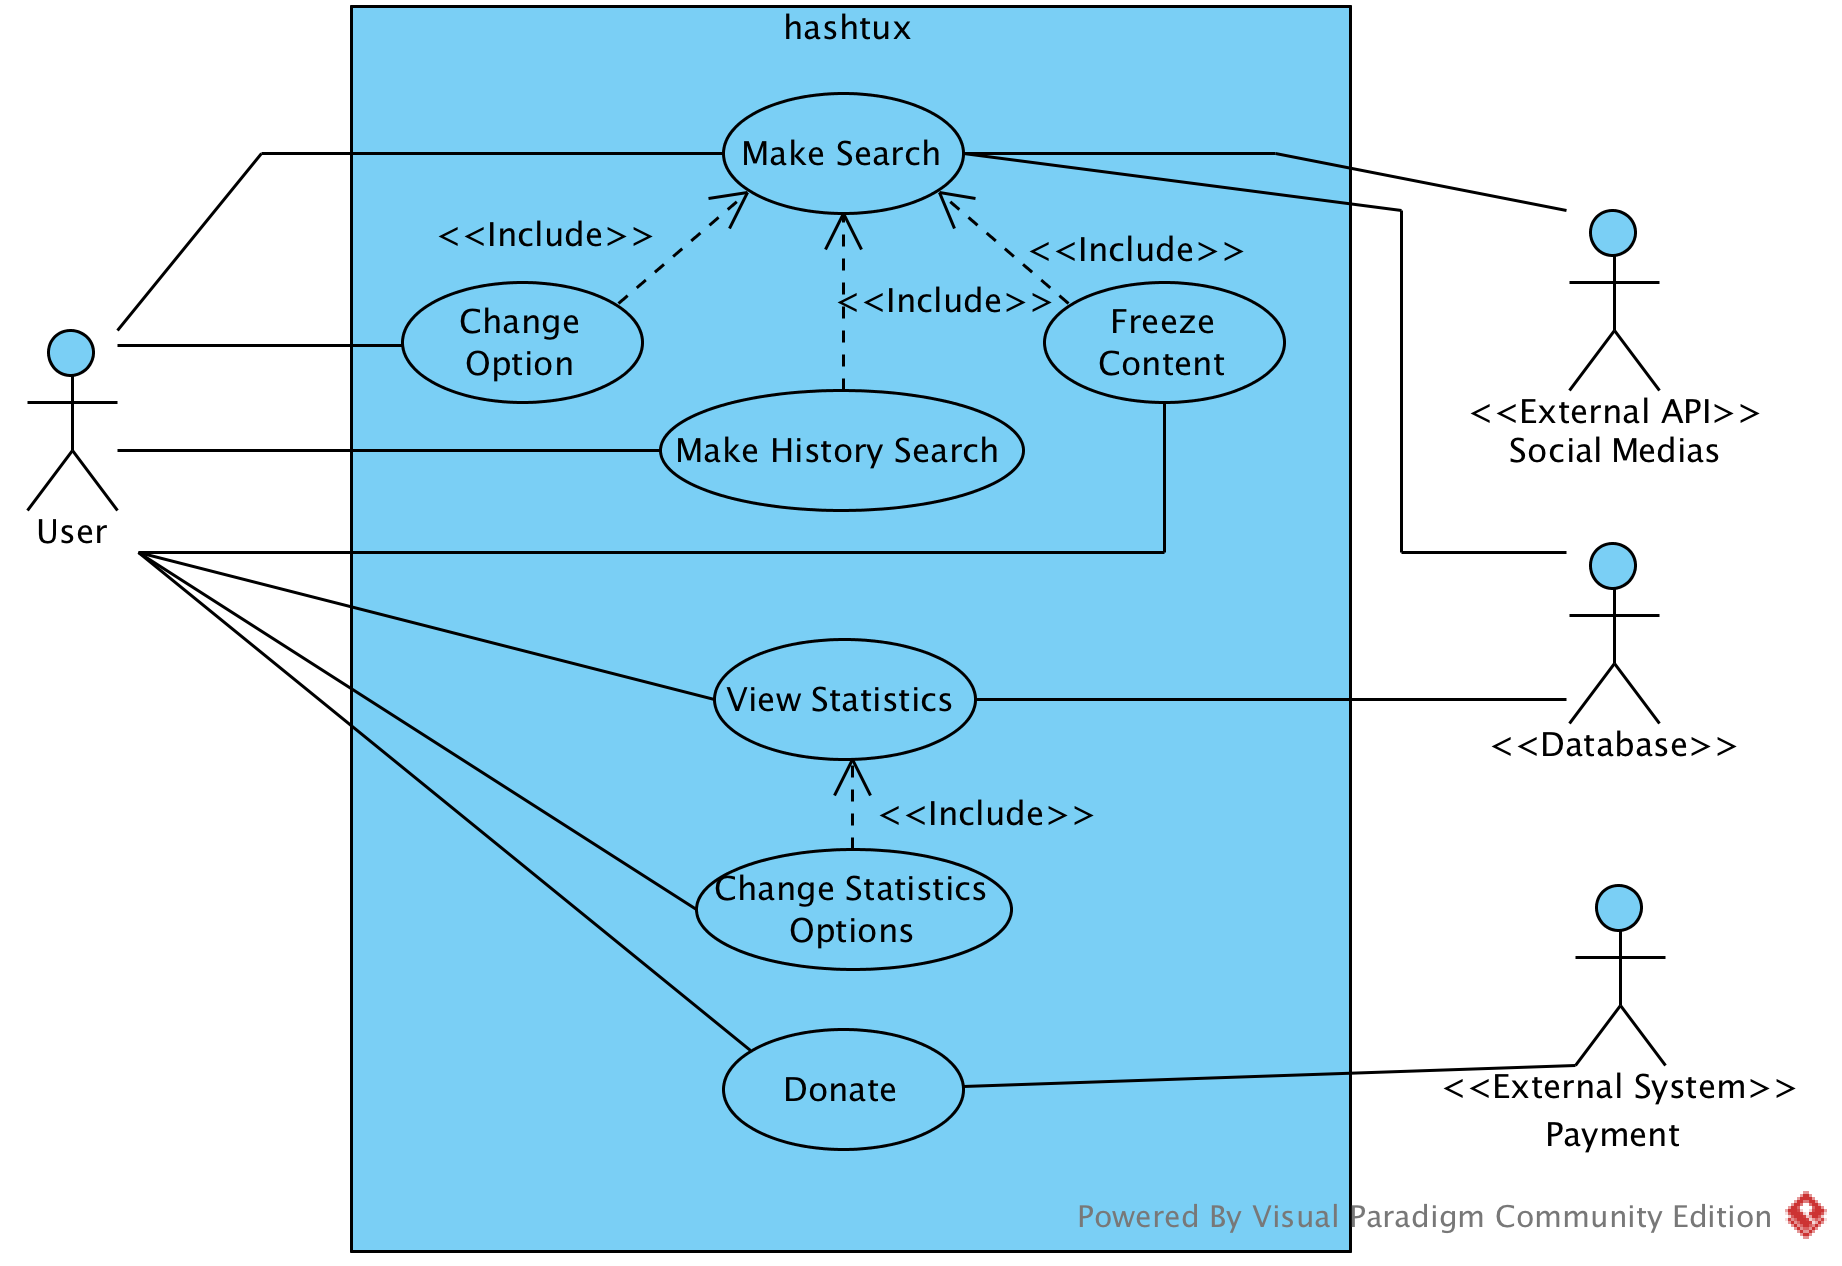 hashtux
Make Search
<<Include>>
<<Include>>
<<Include>>
Change
Option
Freeze
Content
Make History Search
User
<<External API>>
Social Medias
View Statistics
<<Database>>
<<Include>>
Change Statistics
Options
Donate
<<External System>>
Payment
Powered By Visual Paradigm Community Edition